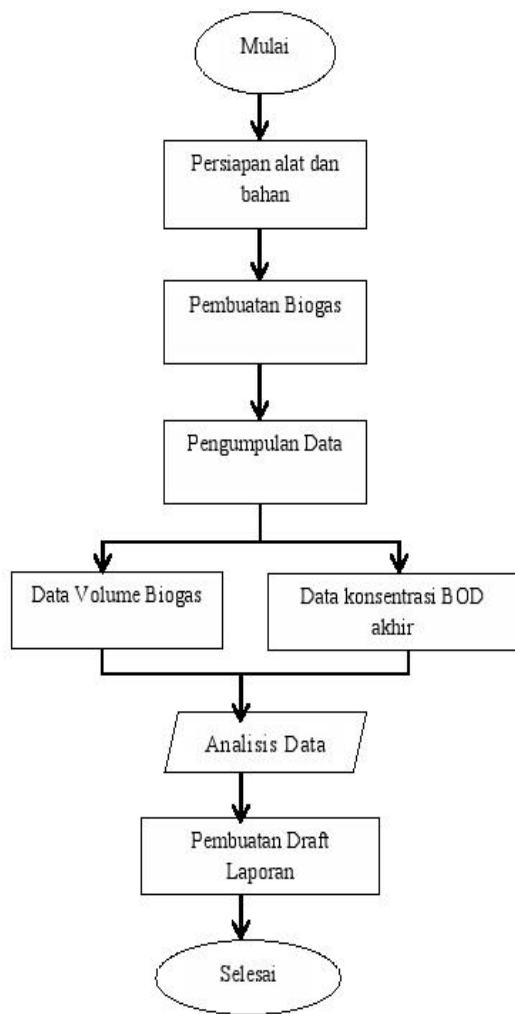 Mulai
Persiapan alat dan
bahan
Pembuatan Biogas
Pengumpulan Data
Data Volume Biogas
Data konsentrasi BOD
akhir
Analisis Data
Pembuatan Draft
Laporan
Selesai